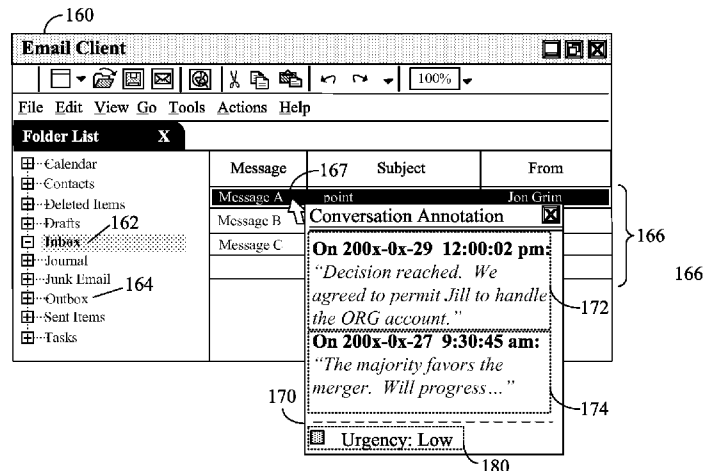 160
Email Client
100%
File Edit View Go Tools Actions Help
Folder List X
Calendar
Contacts
Deleted Items
Drafts
Inbox
Journal
Junk Email
Outbox
Sent Items
Tasks
162
164
Message Subject From
167
Message A point Jon Grim
Message B
Message C
166
166
Conversation Annotation
On 200x-0x-29 12:00:02 pm:
“Decision reached. We
agreed to permit Jill to handle
the ORG account.”
172
On 200x-0x-27 9:30:45 am:
“The majority favors the
merger. Will progress…”
174
170
Urgency: Low
180